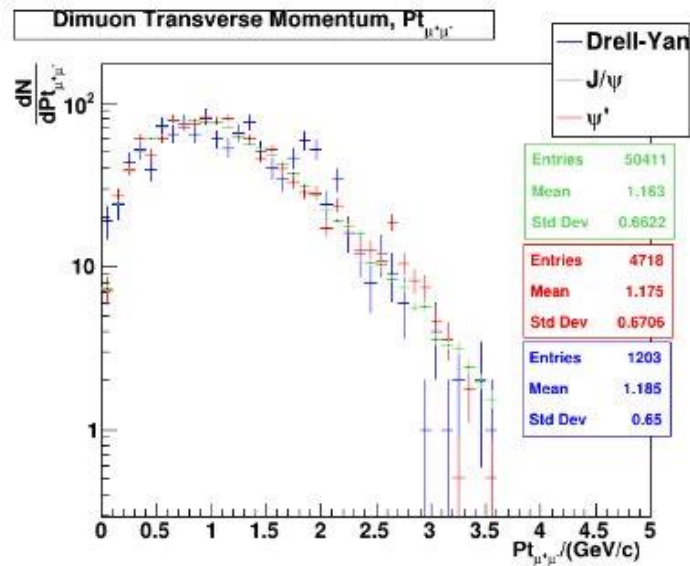 Dimuon Transverse Momentum, Pt_μ⁺μ⁻
Drell-Yan
J/ψ
ψ'
dN
dPt_μ⁺μ⁻
Entries 50411
Mean 1.163
Std Dev 0.6622
Entries 4718
Mean 1.175
Std Dev 0.6706
Entries 1203
Mean 1.185
Std Dev 0.65
10²
10
1
0 0.5 1 1.5 2 2.5 3 3.5 4 4.5 5
Pt_μ⁺μ⁻/(GeV/c)